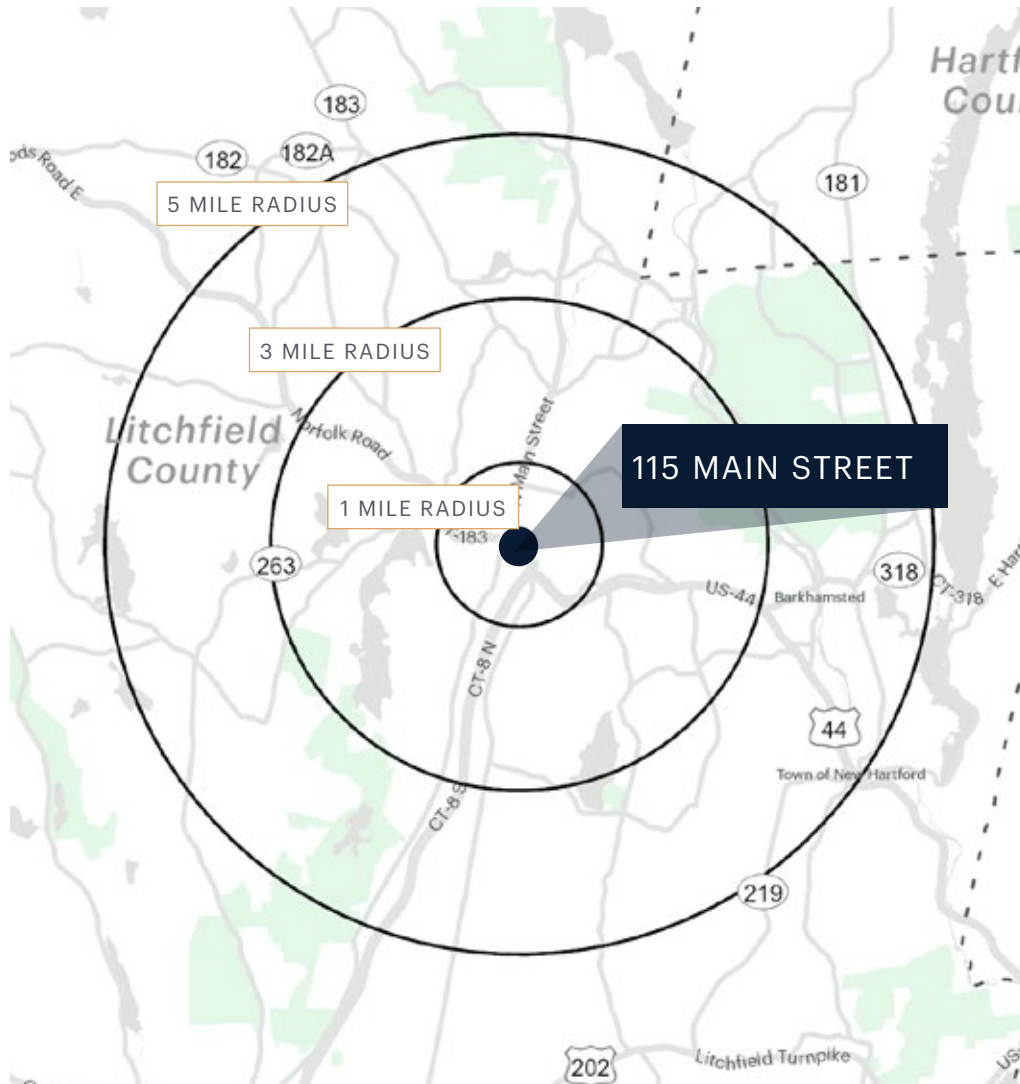 Hartf
Cou
183
182
182A
ods Road E
181
5 MILE RADIUS
3 MILE RADIUS
Litchfield
County
Norfolk Road
Main Street
115 MAIN STREET
1 MILE RADIUS
-183
263
US-44
Barkhamsted
318
CT-318
E Hart
CT-8 N
44
Town of New Hartford
CT-8 S
219
202
Litchfield Turnpike
US-